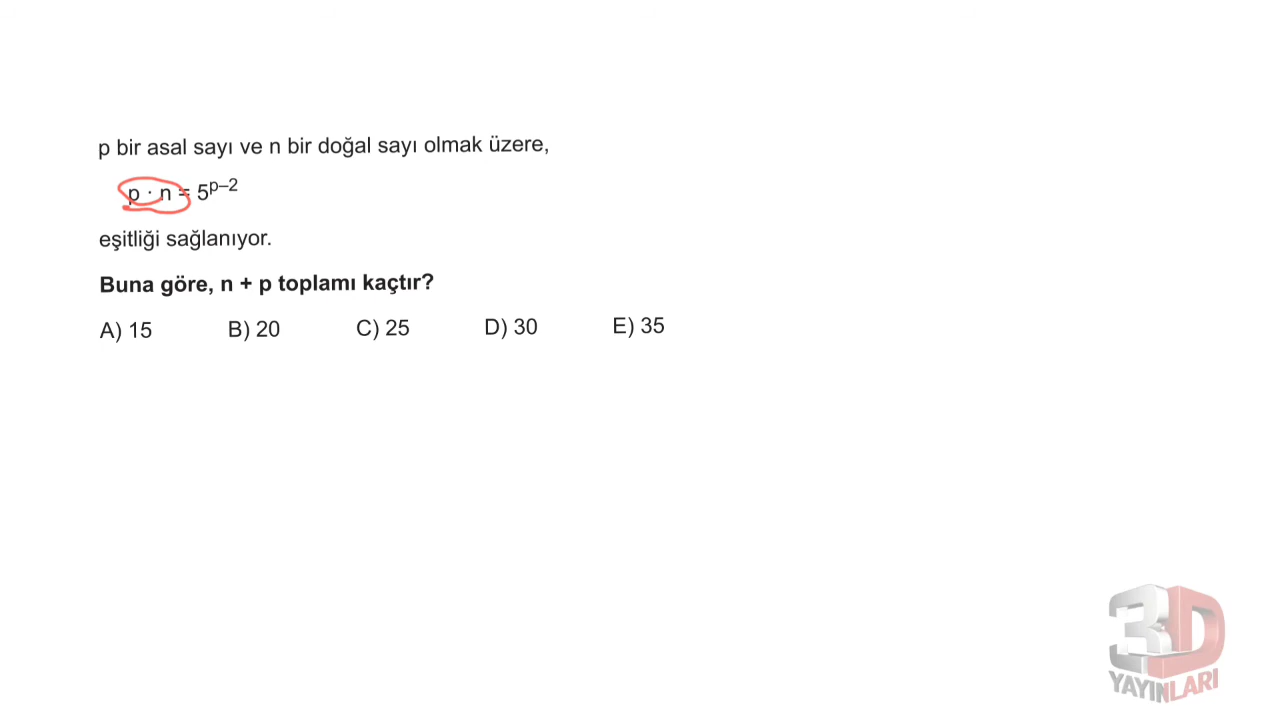 p bir asal sayı ve n bir doğal sayı olmak üzere,
p · n = 5^{p–2}
eşitliği sağlanıyor.
Buna göre, n + p toplamı kaçtır?
A) 15 B) 20 C) 25 D) 30 E) 35
3D
YAYINLARI